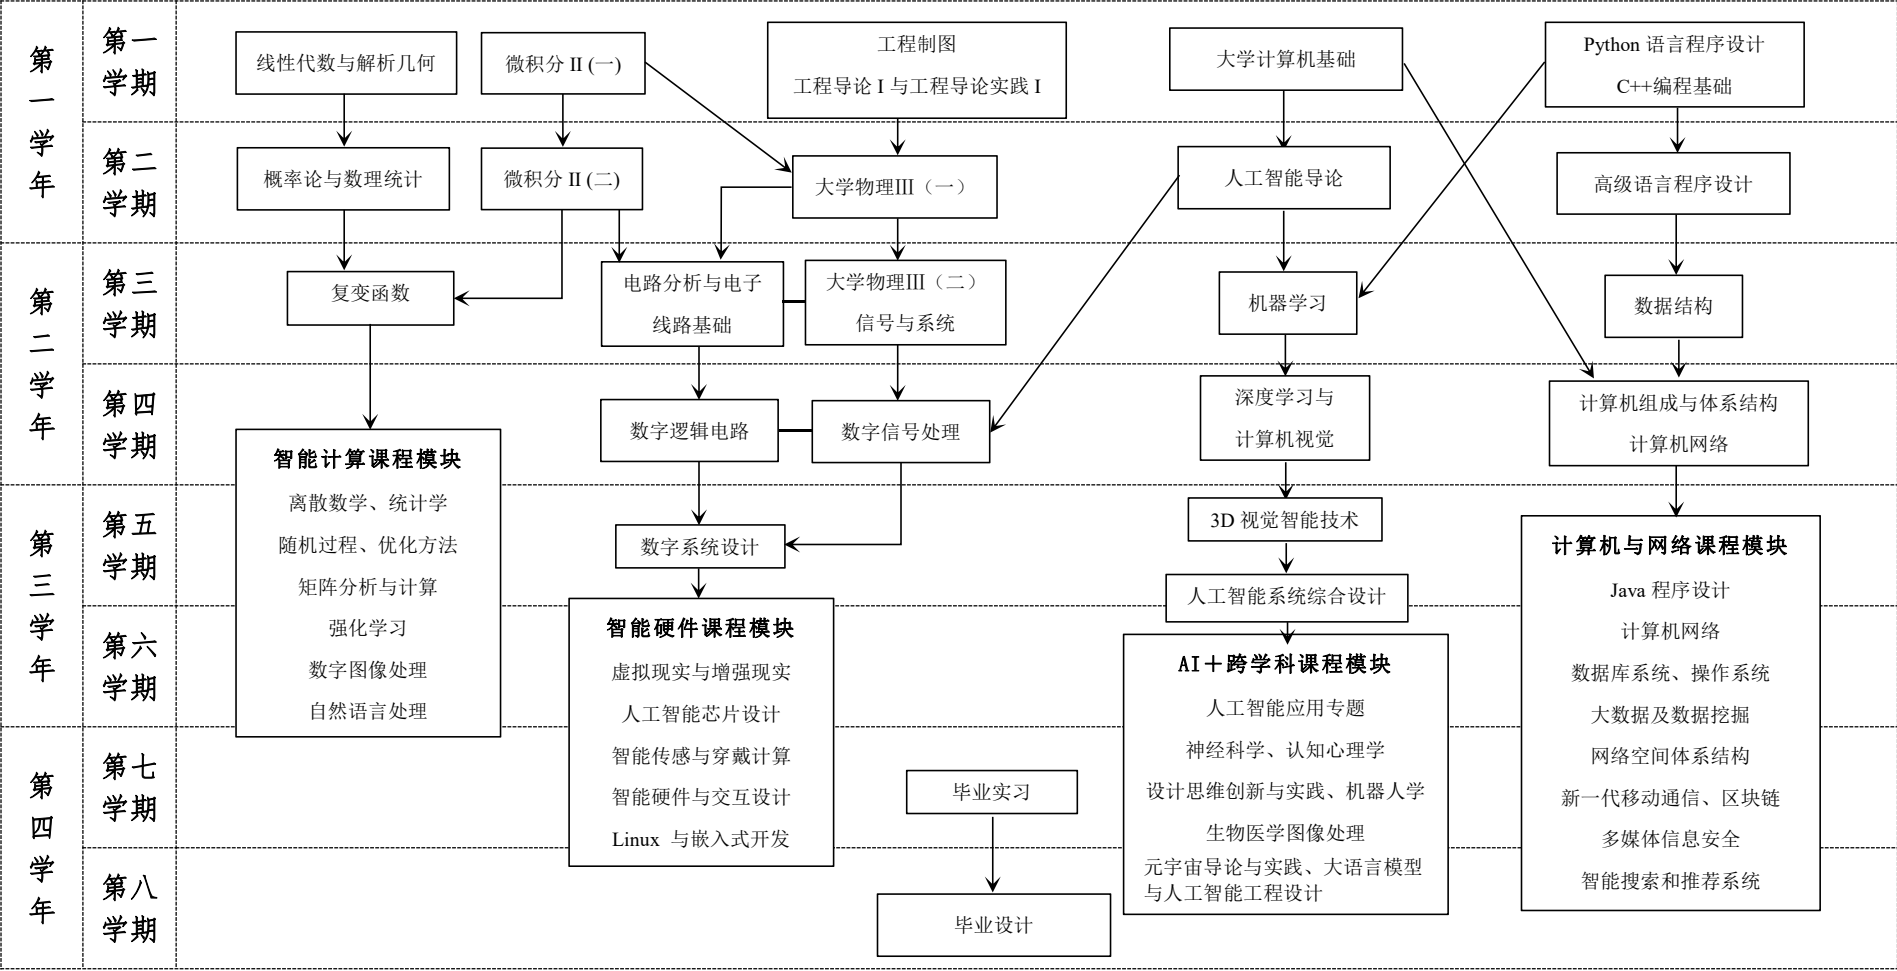 第一学年
第一学期
线性代数与解析几何
微积分 II (一)
工程制图
工程导论 I 与工程导论实践 I
大学计算机基础
Python 语言程序设计
C++编程基础
第二学期
概率论与数理统计
微积分 II (二)
大学物理Ⅲ（一）
人工智能导论
高级语言程序设计
第二学年
第三学期
复变函数
电路分析与电子
线路基础
大学物理Ⅲ（二）
信号与系统
机器学习
数据结构
第四学期
数字逻辑电路
数字信号处理
深度学习与
计算机视觉
计算机组成与体系结构
计算机网络
智能计算课程模块
离散数学、统计学
随机过程、优化方法
矩阵分析与计算
强化学习
数字图像处理
自然语言处理
第三学年
第五学期
数字系统设计
3D 视觉智能技术
人工智能系统综合设计
第六学期
智能硬件课程模块
虚拟现实与增强现实
人工智能芯片设计
智能传感与穿戴计算
智能硬件与交互设计
Linux 与嵌入式开发
AI＋跨学科课程模块
人工智能应用专题
神经科学、认知心理学
设计思维创新与实践、机器人学
生物医学图像处理
元宇宙导论与实践、大语言模型
与人工智能工程设计
计算机与网络课程模块
Java 程序设计
计算机网络
数据库系统、操作系统
大数据及数据挖掘
网络空间体系结构
新一代移动通信、区块链
多媒体信息安全
智能搜索和推荐系统
第四学年
第七学期
毕业实习
第八学期
毕业设计